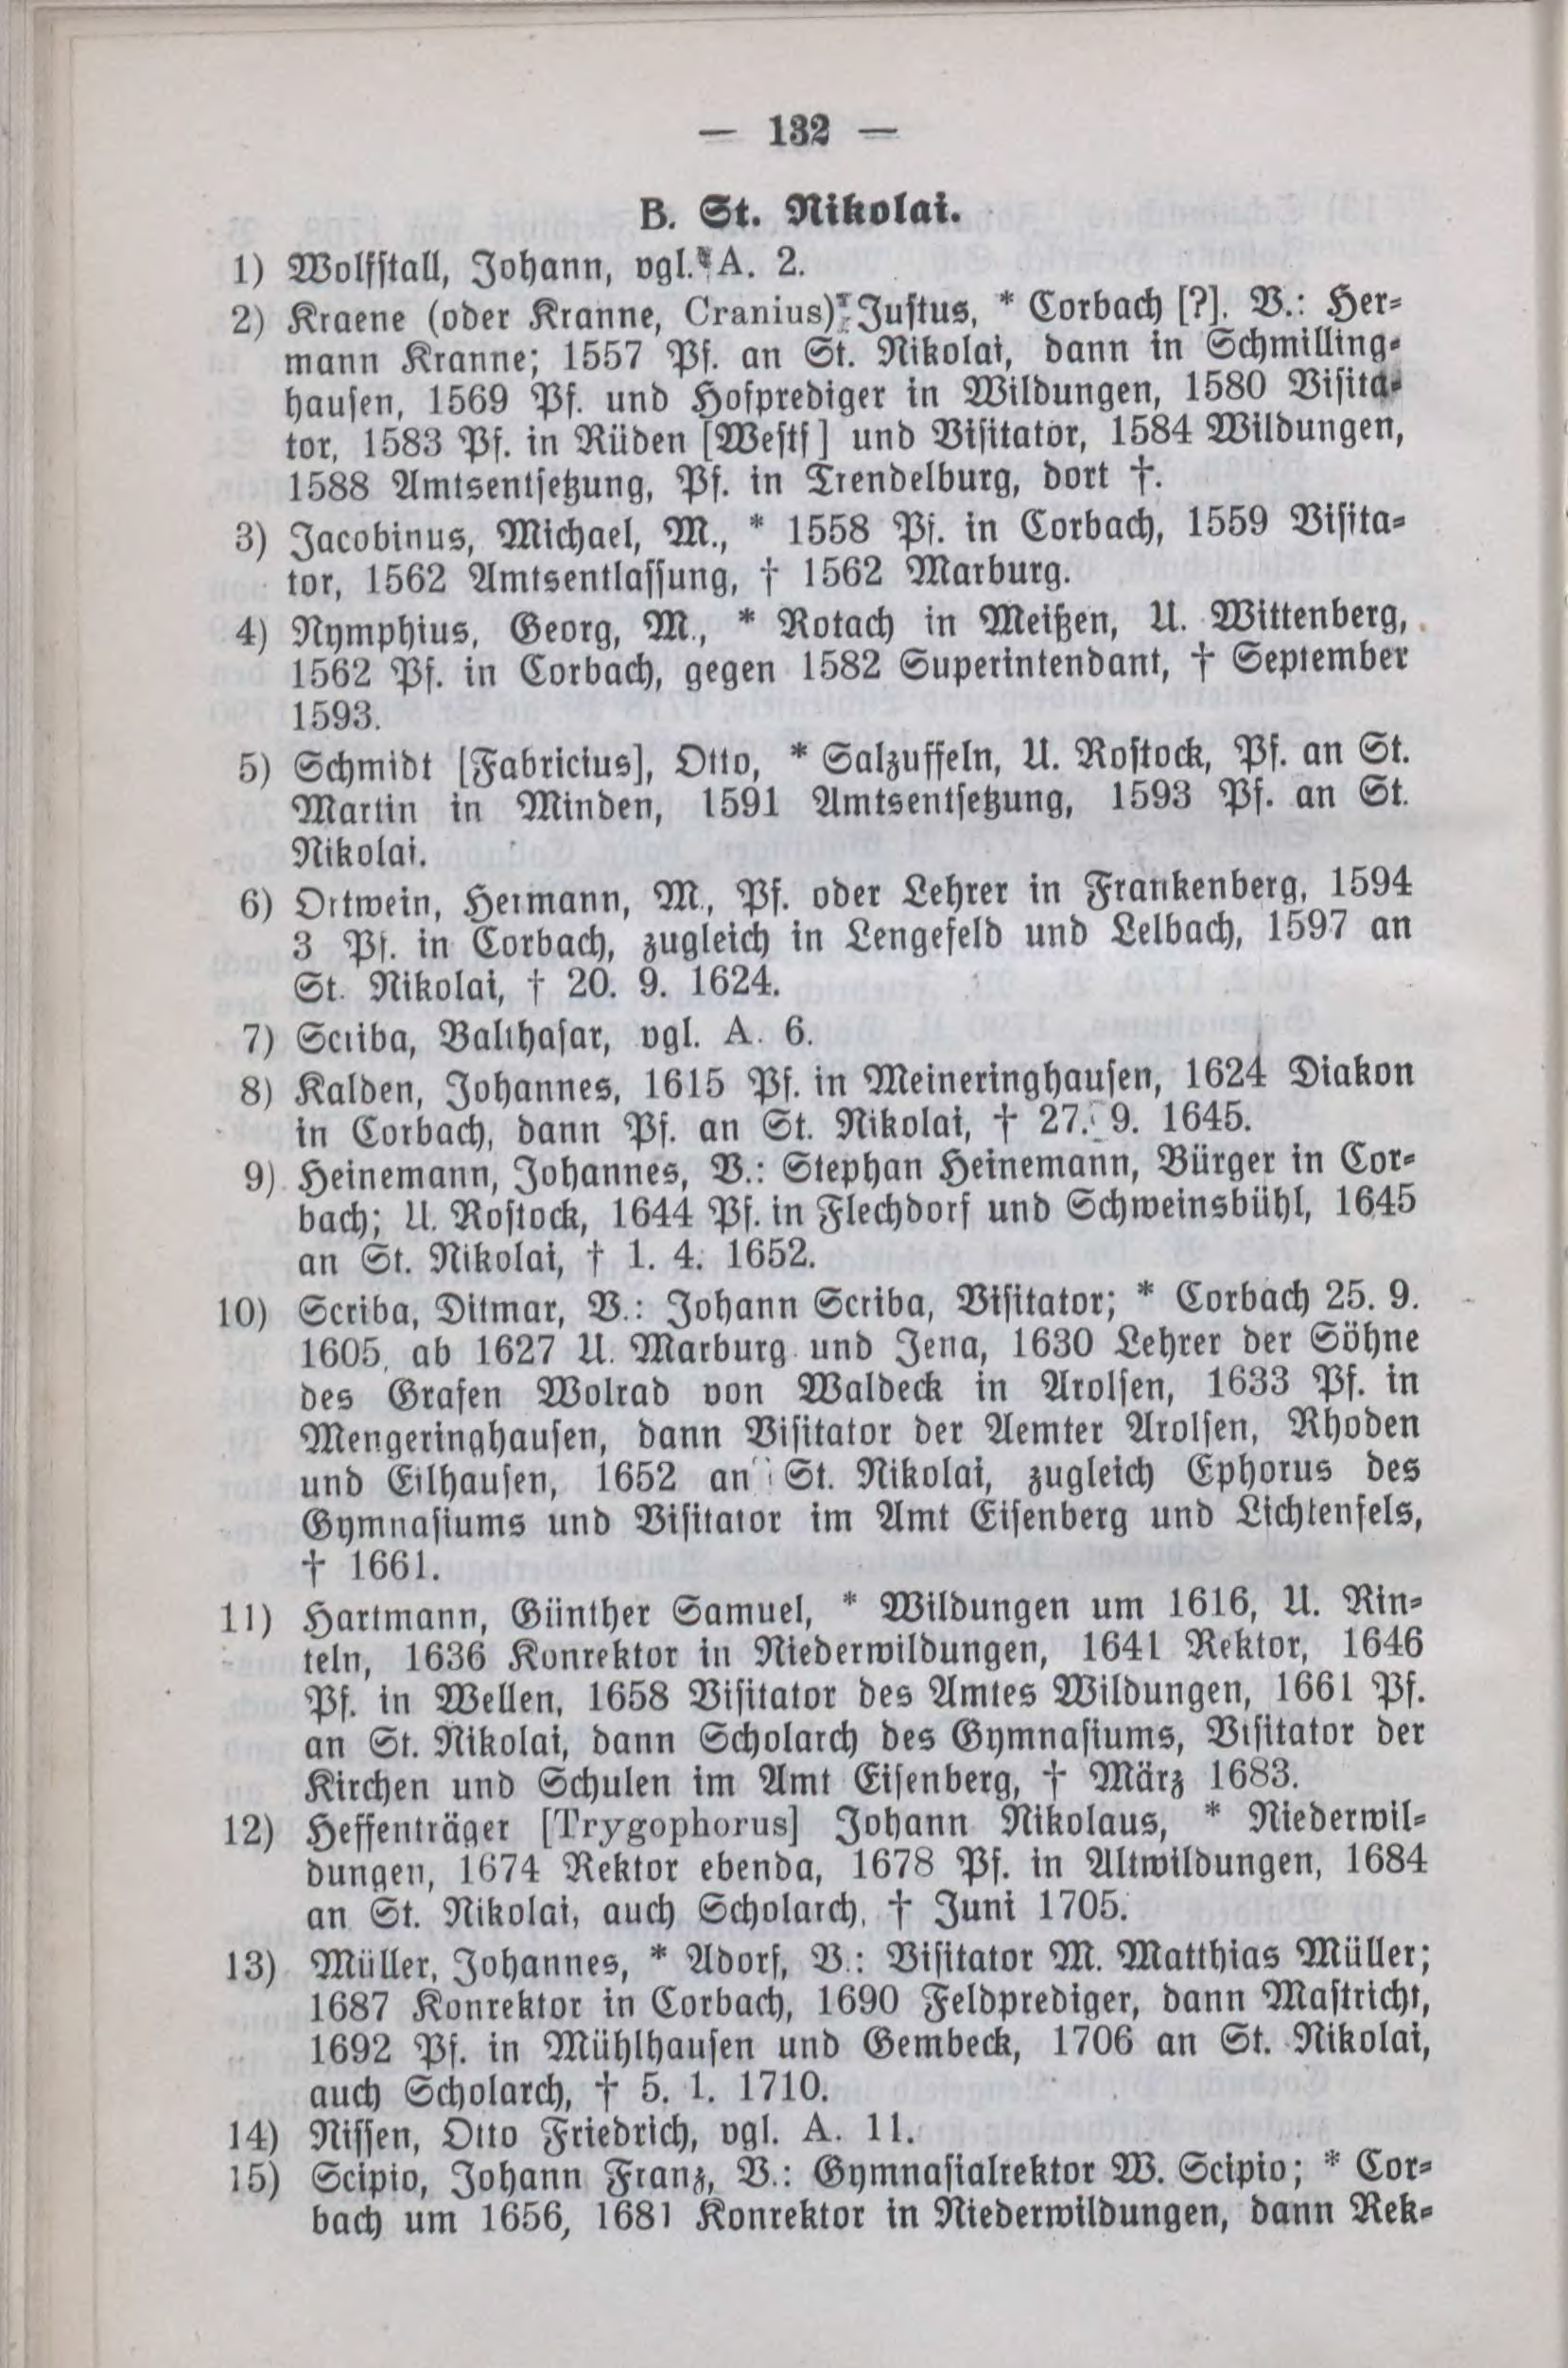 — 132 —
B. St. Nikolai.
1) Wolfstall, Johann, vgl. A. 2.
2) Kraene (oder Kranne, Cranius), Justus, * Corbach [?]. V.: Her-
mann Kranne; 1557 Pf. an St. Nikolai, dann in Schmilling-
hausen, 1569 Pf. und Hofprediger in Wildungen, 1580 Visita-
tor, 1583 Pf. in Rüden [Westf] und Visitator, 1584 Wildungen,
1588 Amtsentsetzung, Pf. in Trendelburg, dort †.
3) Jacobinus, Michael, M., * 1558 Pf. in Corbach, 1559 Visita-
tor, 1562 Amtsentlassung, † 1562 Marburg.
4) Nymphius, Georg, M., * Rotach in Meißen, U. Wittenberg,
1562 Pf. in Corbach, gegen 1582 Superintendant, † September
1593.
5) Schmidt [Fabricius], Otto, * Salzuffeln, U. Rostock, Pf. an St.
Martin in Minden, 1591 Amtsentsetzung, 1593 Pf. an St.
Nikolai.
6) Ortwein, Hermann, M., Pf. oder Lehrer in Frankenberg, 1594
3 Pf. in Corbach, zugleich in Lengefeld und Lelbach, 1597 an
St. Nikolai, † 20. 9. 1624.
7) Scriba, Balthasar, vgl. A. 6.
8) Kalden, Johannes, 1615 Pf. in Meineringhausen, 1624 Diakon
in Corbach, dann Pf. an St. Nikolai, † 27. 9. 1645.
9) Heinemann, Johannes, V.: Stephan Heinemann, Bürger in Cor-
bach; U. Rostock, 1644 Pf. in Flechdorf und Schweinsbühl, 1645
an St. Nikolai, † 1. 4. 1652.
10) Scriba, Ditmar, V.: Johann Scriba, Visitator; * Corbach 25. 9.
1605, ab 1627 U. Marburg und Jena, 1630 Lehrer der Söhne
des Grafen Wolrad von Waldeck in Arolsen, 1633 Pf. in
Mengeringhausen, dann Visitator der Aemter Arolsen, Rhoden
und Eilhausen, 1652 an St. Nikolai, zugleich Ephorus des
Gymnasiums und Visitator im Amt Eisenberg und Lichtenfels,
† 1661.
11) Hartmann, Günther Samuel, * Wildungen um 1616, U. Rin-
teln, 1636 Konrektor in Niederwildungen, 1641 Rektor, 1646
Pf. in Wellen, 1658 Visitator des Amtes Wildungen, 1661 Pf.
an St. Nikolai, dann Scholarch des Gymnasiums, Visitator der
Kirchen und Schulen im Amt Eisenberg, † März 1683.
12) Heffenträger [Trygophorus] Johann Nikolaus, * Niederwil-
dungen, 1674 Rektor ebenda, 1678 Pf. in Altwildungen, 1684
an St. Nikolai, auch Scholarch, † Juni 1705.
13) Müller, Johannes, * Adorf, V.: Visitator M. Matthias Müller;
1687 Konrektor in Corbach, 1690 Feldprediger, dann Mastricht,
1692 Pf. in Mühlhausen und Gembeck, 1706 an St. Nikolai,
auch Scholarch, † 5. 1. 1710.
14) Nissen, Otto Friedrich, vgl. A. 11.
15) Scipio, Johann Franz, V.: Gymnasialrektor W. Scipio; * Cor-
bach um 1656, 1681 Konrektor in Niederwildungen, dann Rek-